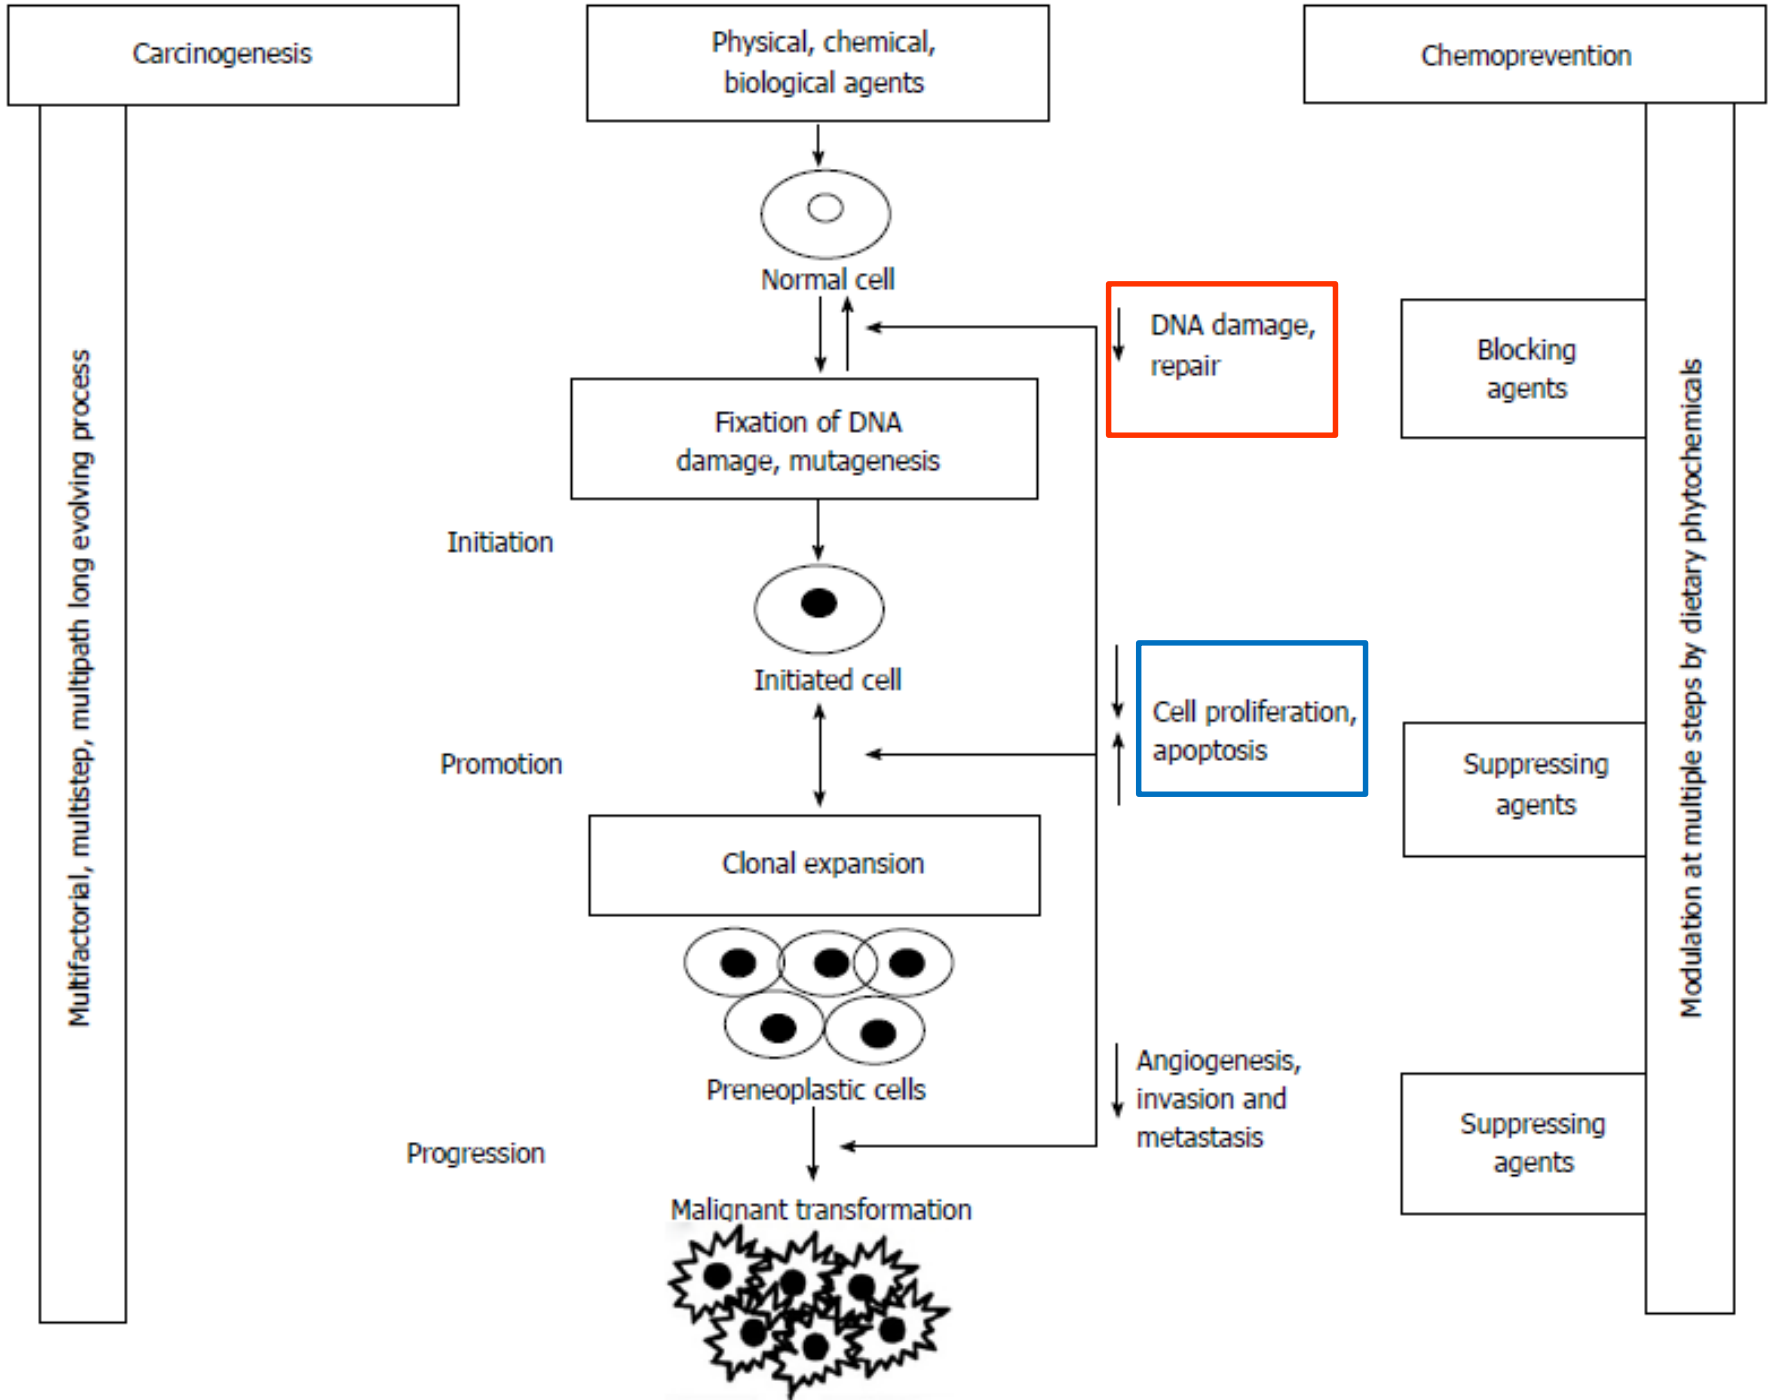 Carcinogenesis
Physical, chemical,
biological agents
Chemoprevention
Multifactorial, multistep, multipath long evolving process
Normal cell
DNA damage,
repair
Blocking
agents
Fixation of DNA
damage, mutagenesis
Initiation
Initiated cell
Cell proliferation,
apoptosis
Promotion
Suppressing
agents
Clonal expansion
Preneoplastic cells
Angiogenesis,
invasion and
metastasis
Progression
Suppressing
agents
Malignant transformation
Modulation at multiple steps by dietary phytochemicals